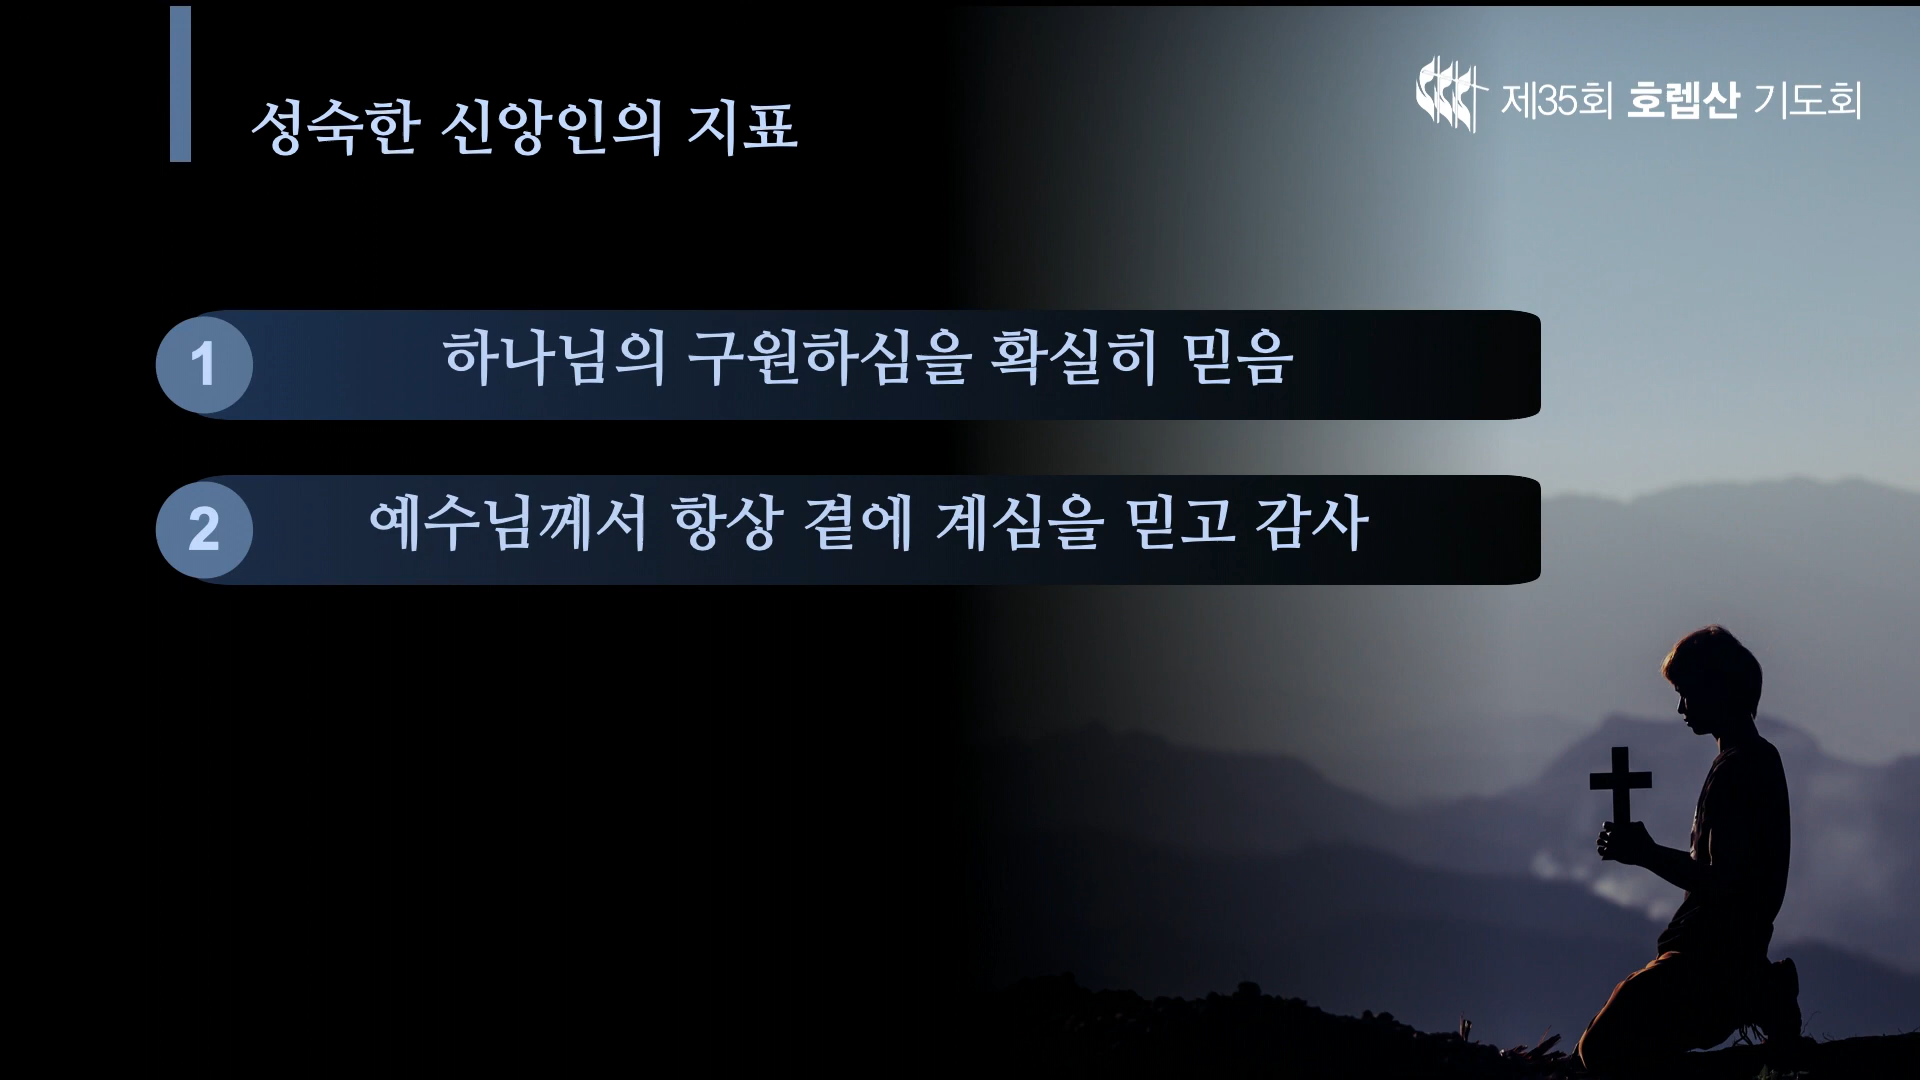 성숙한 신앙인의 지표
제35회 호렙산 기도회
1 하나님의 구원하심을 확실히 믿음
2 예수님께서 항상 곁에 계심을 믿고 감사